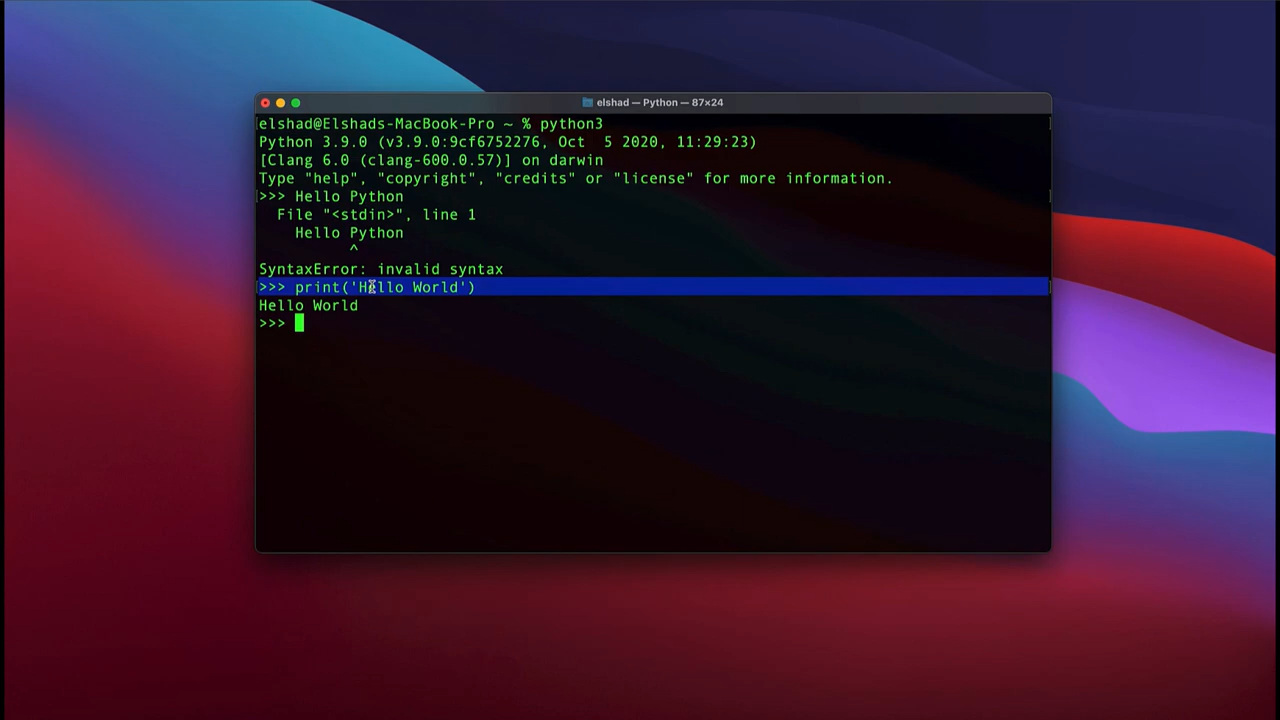 elshad — Python — 87×24
elshad@Elshads-MacBook-Pro ~ % python3
Python 3.9.0 (v3.9.0:9cf6752276, Oct  5 2020, 11:29:23)
[Clang 6.0 (clang-600.0.57)] on darwin
Type "help", "copyright", "credits" or "license" for more information.
>>> Hello Python
  File "<stdin>", line 1
    Hello Python
          ^
SyntaxError: invalid syntax
>>> print('Hello World')
Hello World
>>>